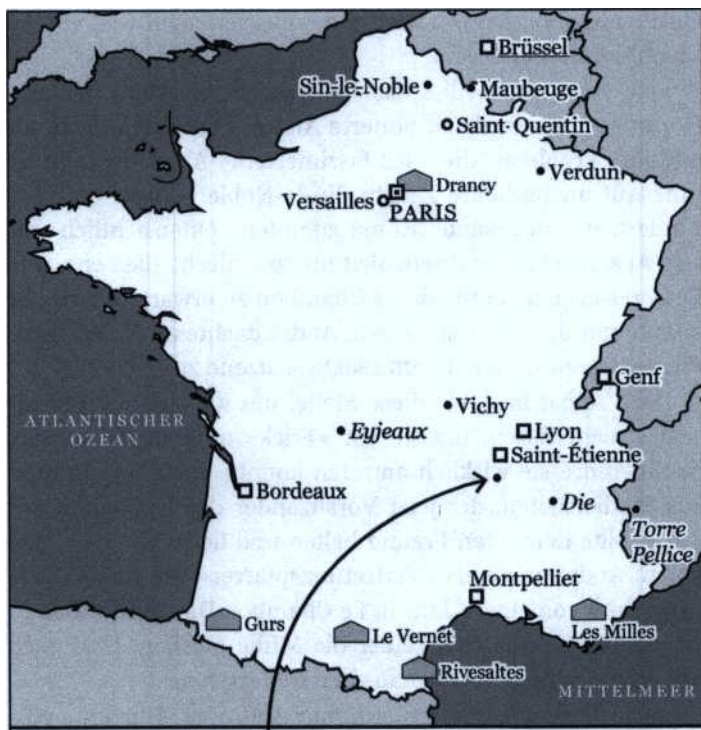 Brüssel
Sin-le-Noble
Maubeuge
Saint-Quentin
Verdun
Drancy
Versailles
PARIS
Genf
Vichy
ATLANTISCHER
OZEAN
Eyjeaux
Lyon
Saint-Étienne
Bordeaux
Die
Torre
Pellice
Montpellier
Gurs
Le Vernet
Les Milles
Rivesaltes
MITTELMEER